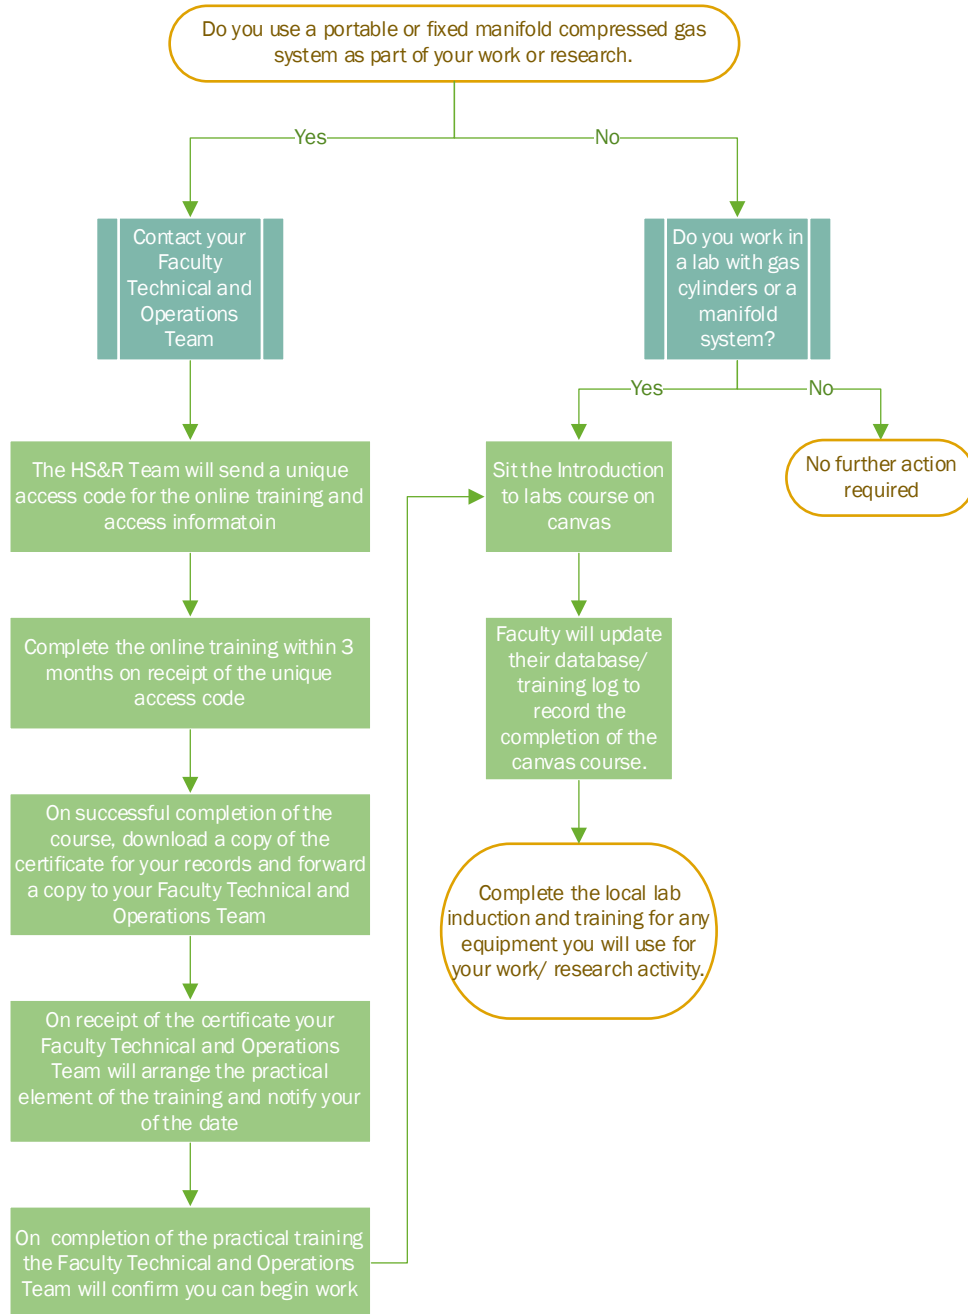 Do you use a portable or fixed manifold compressed gas
system as part of your work or research.
Yes
No
Contact your
Faculty
Technical and
Operations
Team
Do you work in
a lab with gas
cylinders or a
manifold
system?
Yes
No
The HS&R Team will send a unique
access code for the online training and
access informatoin
Sit the Introduction
to labs course on
canvas
No further action
required
Complete the online training within 3
months on receipt of the unique
access code
Faculty will update
their database/
training log to
record the
completion of the
canvas course.
On successful completion of the
course, download a copy of the
certificate for your records and forward
a copy to your Faculty Technical and
Operations Team
Complete the local lab
induction and training for any
equipment you will use for
your work/ research activity.
On receipt of the certificate your
Faculty Technical and Operations
Team will arrange the practical
element of the training and notify your
of the date
On completion of the practical training
the Faculty Technical and Operations
Team will confirm you can begin work